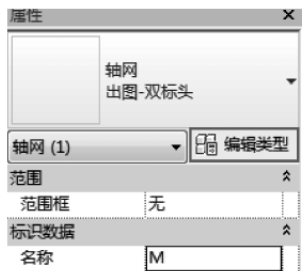 属性
轴网
出图-双标头
轴网 (1)
编辑类型
范围
范围框 无
标识数据
名称 M